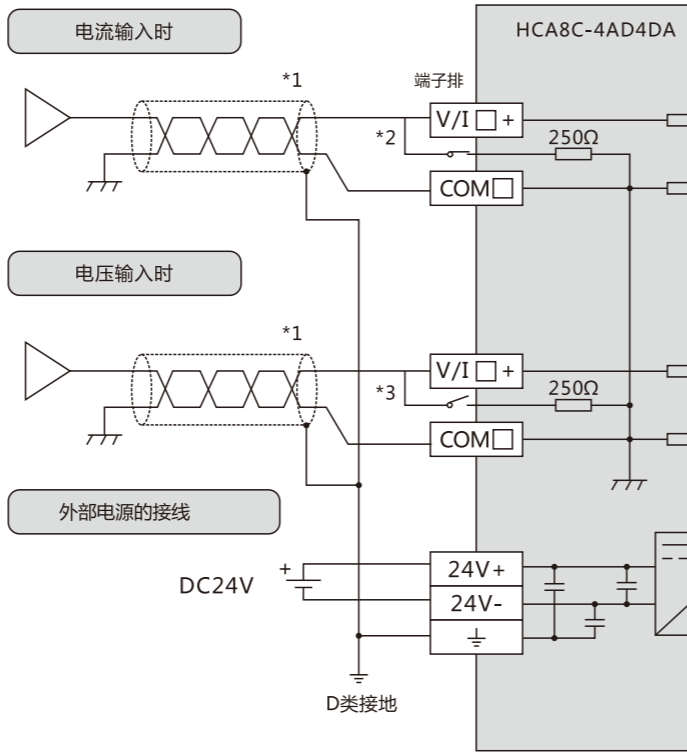 电流输入时
HCA8C-4AD4DA
*1
端子排
V/I □ +
*2
250Ω
COM□
电压输入时
*1
V/I □ +
*3
250Ω
COM□
外部电源的接线
DC24V
+
24V+
24V-
D类接地